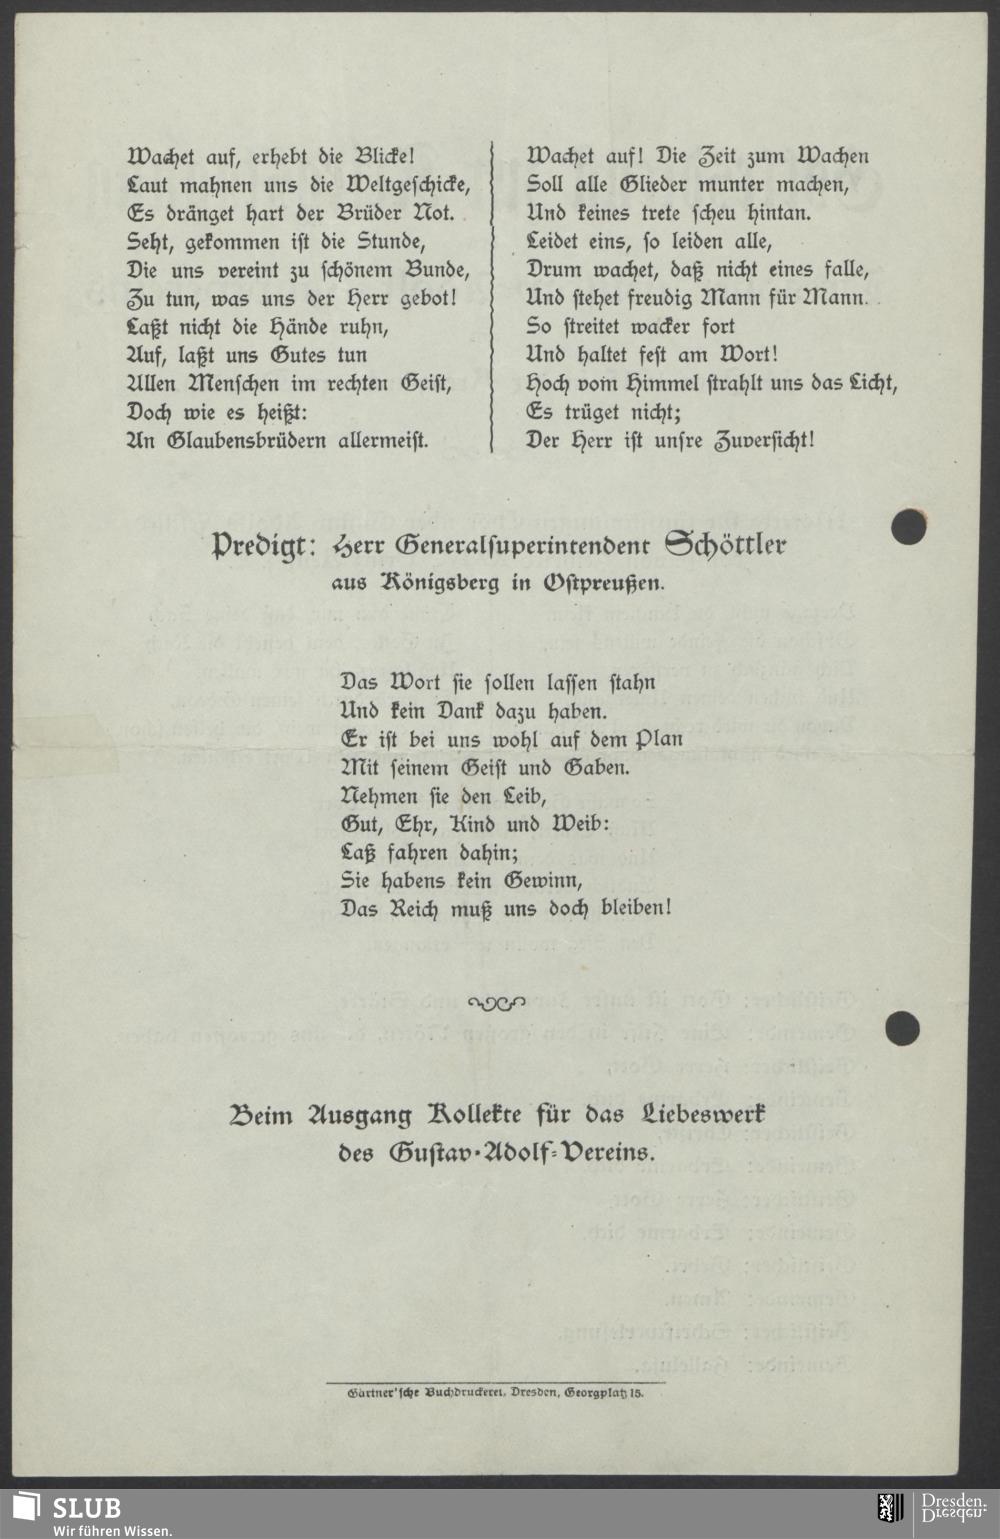 Wachet auf, erhebt die Blicke!
Laut mahnen uns die Weltgeschicke,
Es dränget hart der Brüder Not.
Seht, gekommen ist die Stunde,
Die uns vereint zu schönem Bunde,
Zu tun, was uns der Herr gebot!
Laßt nicht die Hände ruhn,
Auf, laßt uns Gutes tun
Allen Menschen im rechten Geist,
Doch wie es heißt:
An Glaubensbrüdern allermeist.
Wachet auf! Die Zeit zum Wachen
Soll alle Glieder munter machen,
Und keines trete scheu hintan.
Leidet eins, so leiden alle,
Drum wachet, daß nicht eines falle,
Und stehet freudig Mann für Mann.
So streitet wacker fort
Und haltet fest am Wort!
Hoch vom Himmel strahlt uns das Licht,
Es trüget nicht;
Der Herr ist unsre Zuversicht!
Predigt: Herr Generalsuperintendent Schöttler
aus Königsberg in Ostpreußen.
Das Wort sie sollen lassen stahn
Und kein Dank dazu haben.
Er ist bei uns wohl auf dem Plan
Mit seinem Geist und Gaben.
Nehmen sie den Leib,
Gut, Ehr, Kind und Weib:
Laß fahren dahin;
Sie habens kein Gewinn,
Das Reich muß uns doch bleiben!
Beim Ausgang Kollekte für das Liebeswerk
des Gustav-Adolf-Vereins.
Gärtner'sche Buchdruckerei, Dresden, Georgplatz 15.
SLUB
Wir führen Wissen.
Dresden.
Dresden.